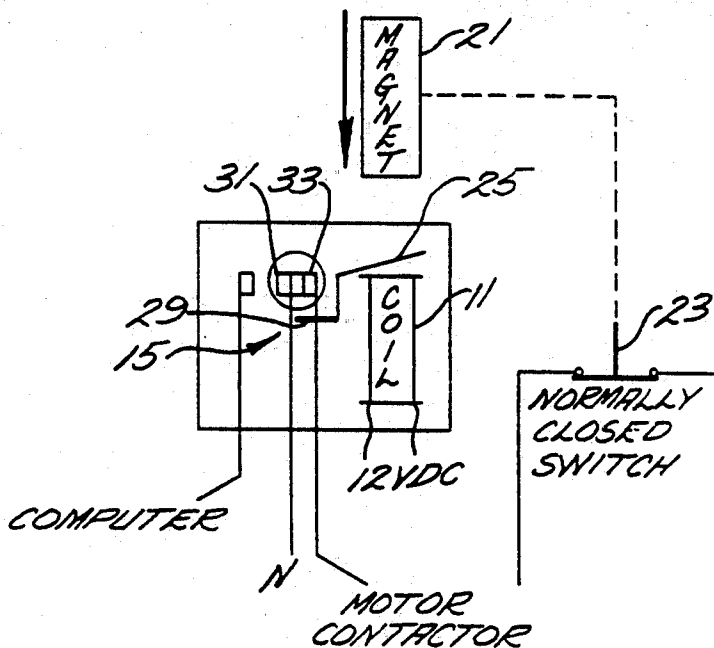 MAGNET
21
31 33
25
COIL
11
29
15
23
NORMALLY
CLOSED
SWITCH
12VDC
COMPUTER
N
MOTOR
CONTACTOR